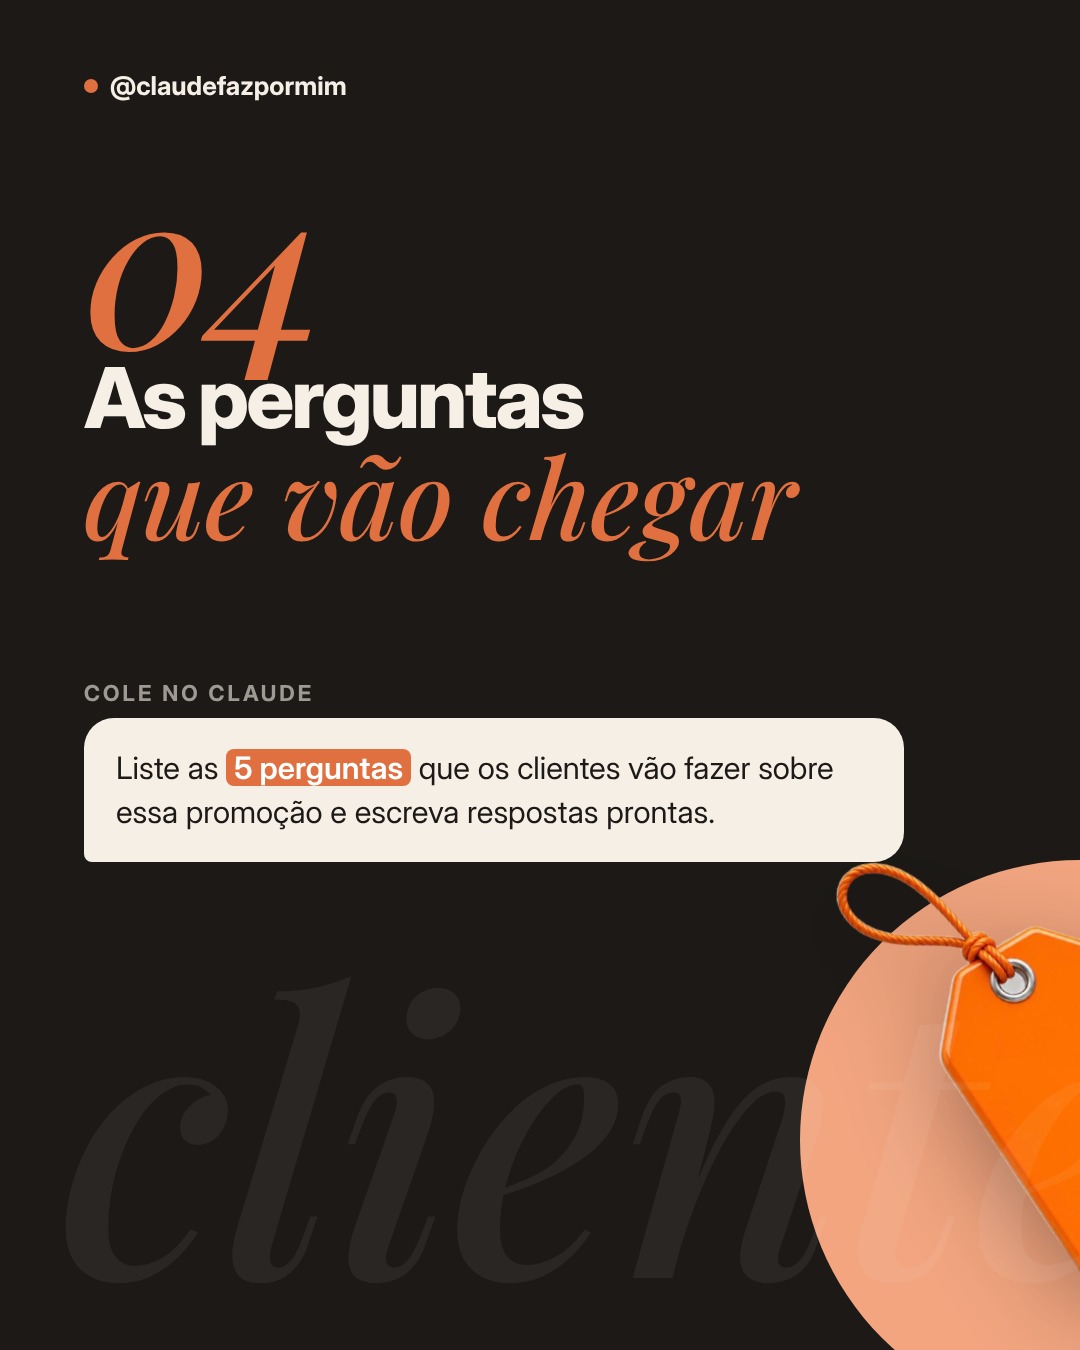 @claudefazpormim
04
As perguntas
que vão chegar
COLE NO CLAUDE
Liste as 5 perguntas que os clientes vão fazer sobre
essa promoção e escreva respostas prontas.
cliente